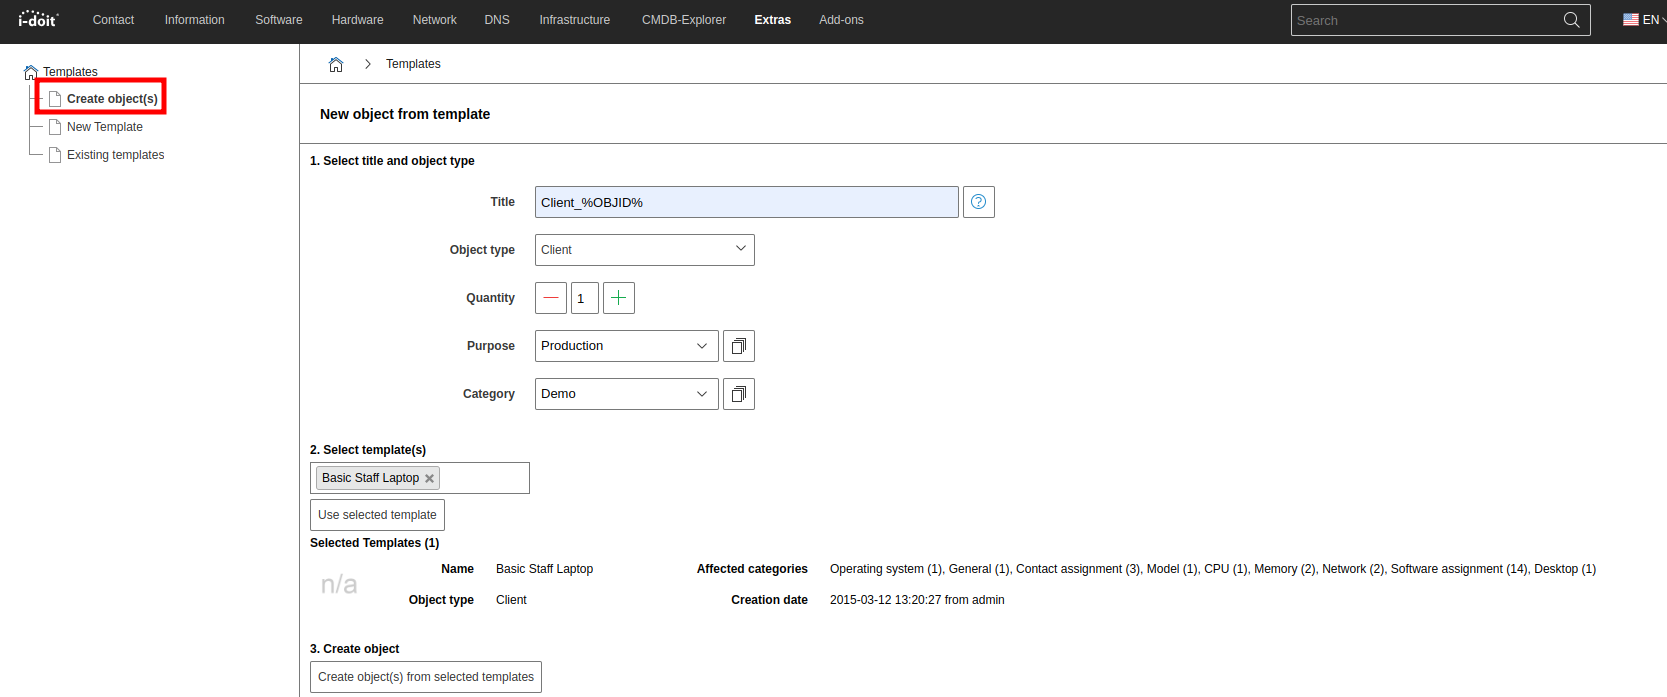 i-doit Contact Information Software Hardware Network DNS Infrastructure CMDB-Explorer Extras Add-ons Search EN
Templates
Create object(s)
New Template
Existing templates
Templates
New object from template
1. Select title and object type
Title Client_%OBJID% ?
Object type Client
Quantity 1
Purpose Production
Category Demo
2. Select template(s)
Basic Staff Laptop
Use selected template
Selected Templates (1)
n/a
Name Basic Staff Laptop Affected categories Operating system (1), General (1), Contact assignment (3), Model (1), CPU (1), Memory (2), Network (2), Software assignment (14), Desktop (1)
Object type Client Creation date 2015-03-12 13:20:27 from admin
3. Create object
Create object(s) from selected templates